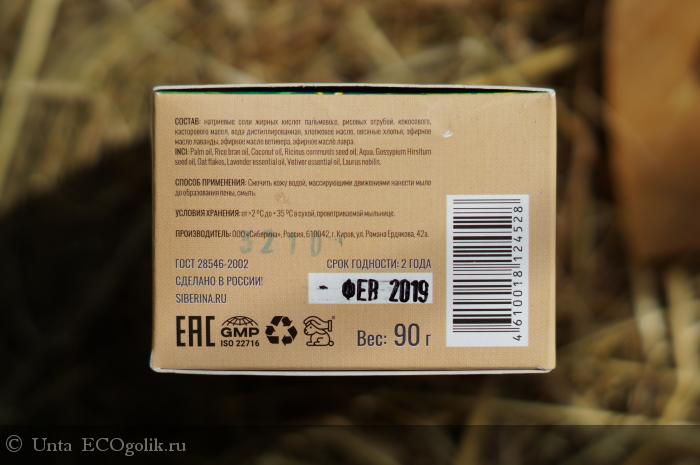 СОСТАВ: натриевые соли жирных кислот пальмового, рисовых отрубей, кокосового,
касторового масел, вода дистиллированная, хлопковое масло, овсяные хлопья, эфирное
масло лаванды, эфирное масло ветивера, эфирное масло лавра.
INCI: Palm oil, Rice bran oil, Coconut oil, Ricinus communis seed oil, Aqua, Gossypium Hirsitum
seed oil, Oat flakes, Lavender essential oil, Vetiver essential oil, Laurus nobilis.
СПОСОБ ПРИМЕНЕНИЯ: Смочить кожу водой, массирующими движениями нанести мыло
до образования пены, смыть.
УСЛОВИЯ ХРАНЕНИЯ: от +2 °С до +35 °С в сухой, проветриваемой мыльнице.
ПРОИЗВОДИТЕЛЬ: ООО «Сиберина», Россия, 610042, г. Киров, ул. Романа Ердякова, 42а.
ГОСТ 28546-2002
СДЕЛАНО В РОССИИ!
SIBERINA.RU
СРОК ГОДНОСТИ: 2 ГОДА
- ФЕВ 2019
EAC
GMP
ISO 22716
Вес: 90 г
4610018124528
© Unta ECOgolik.ru